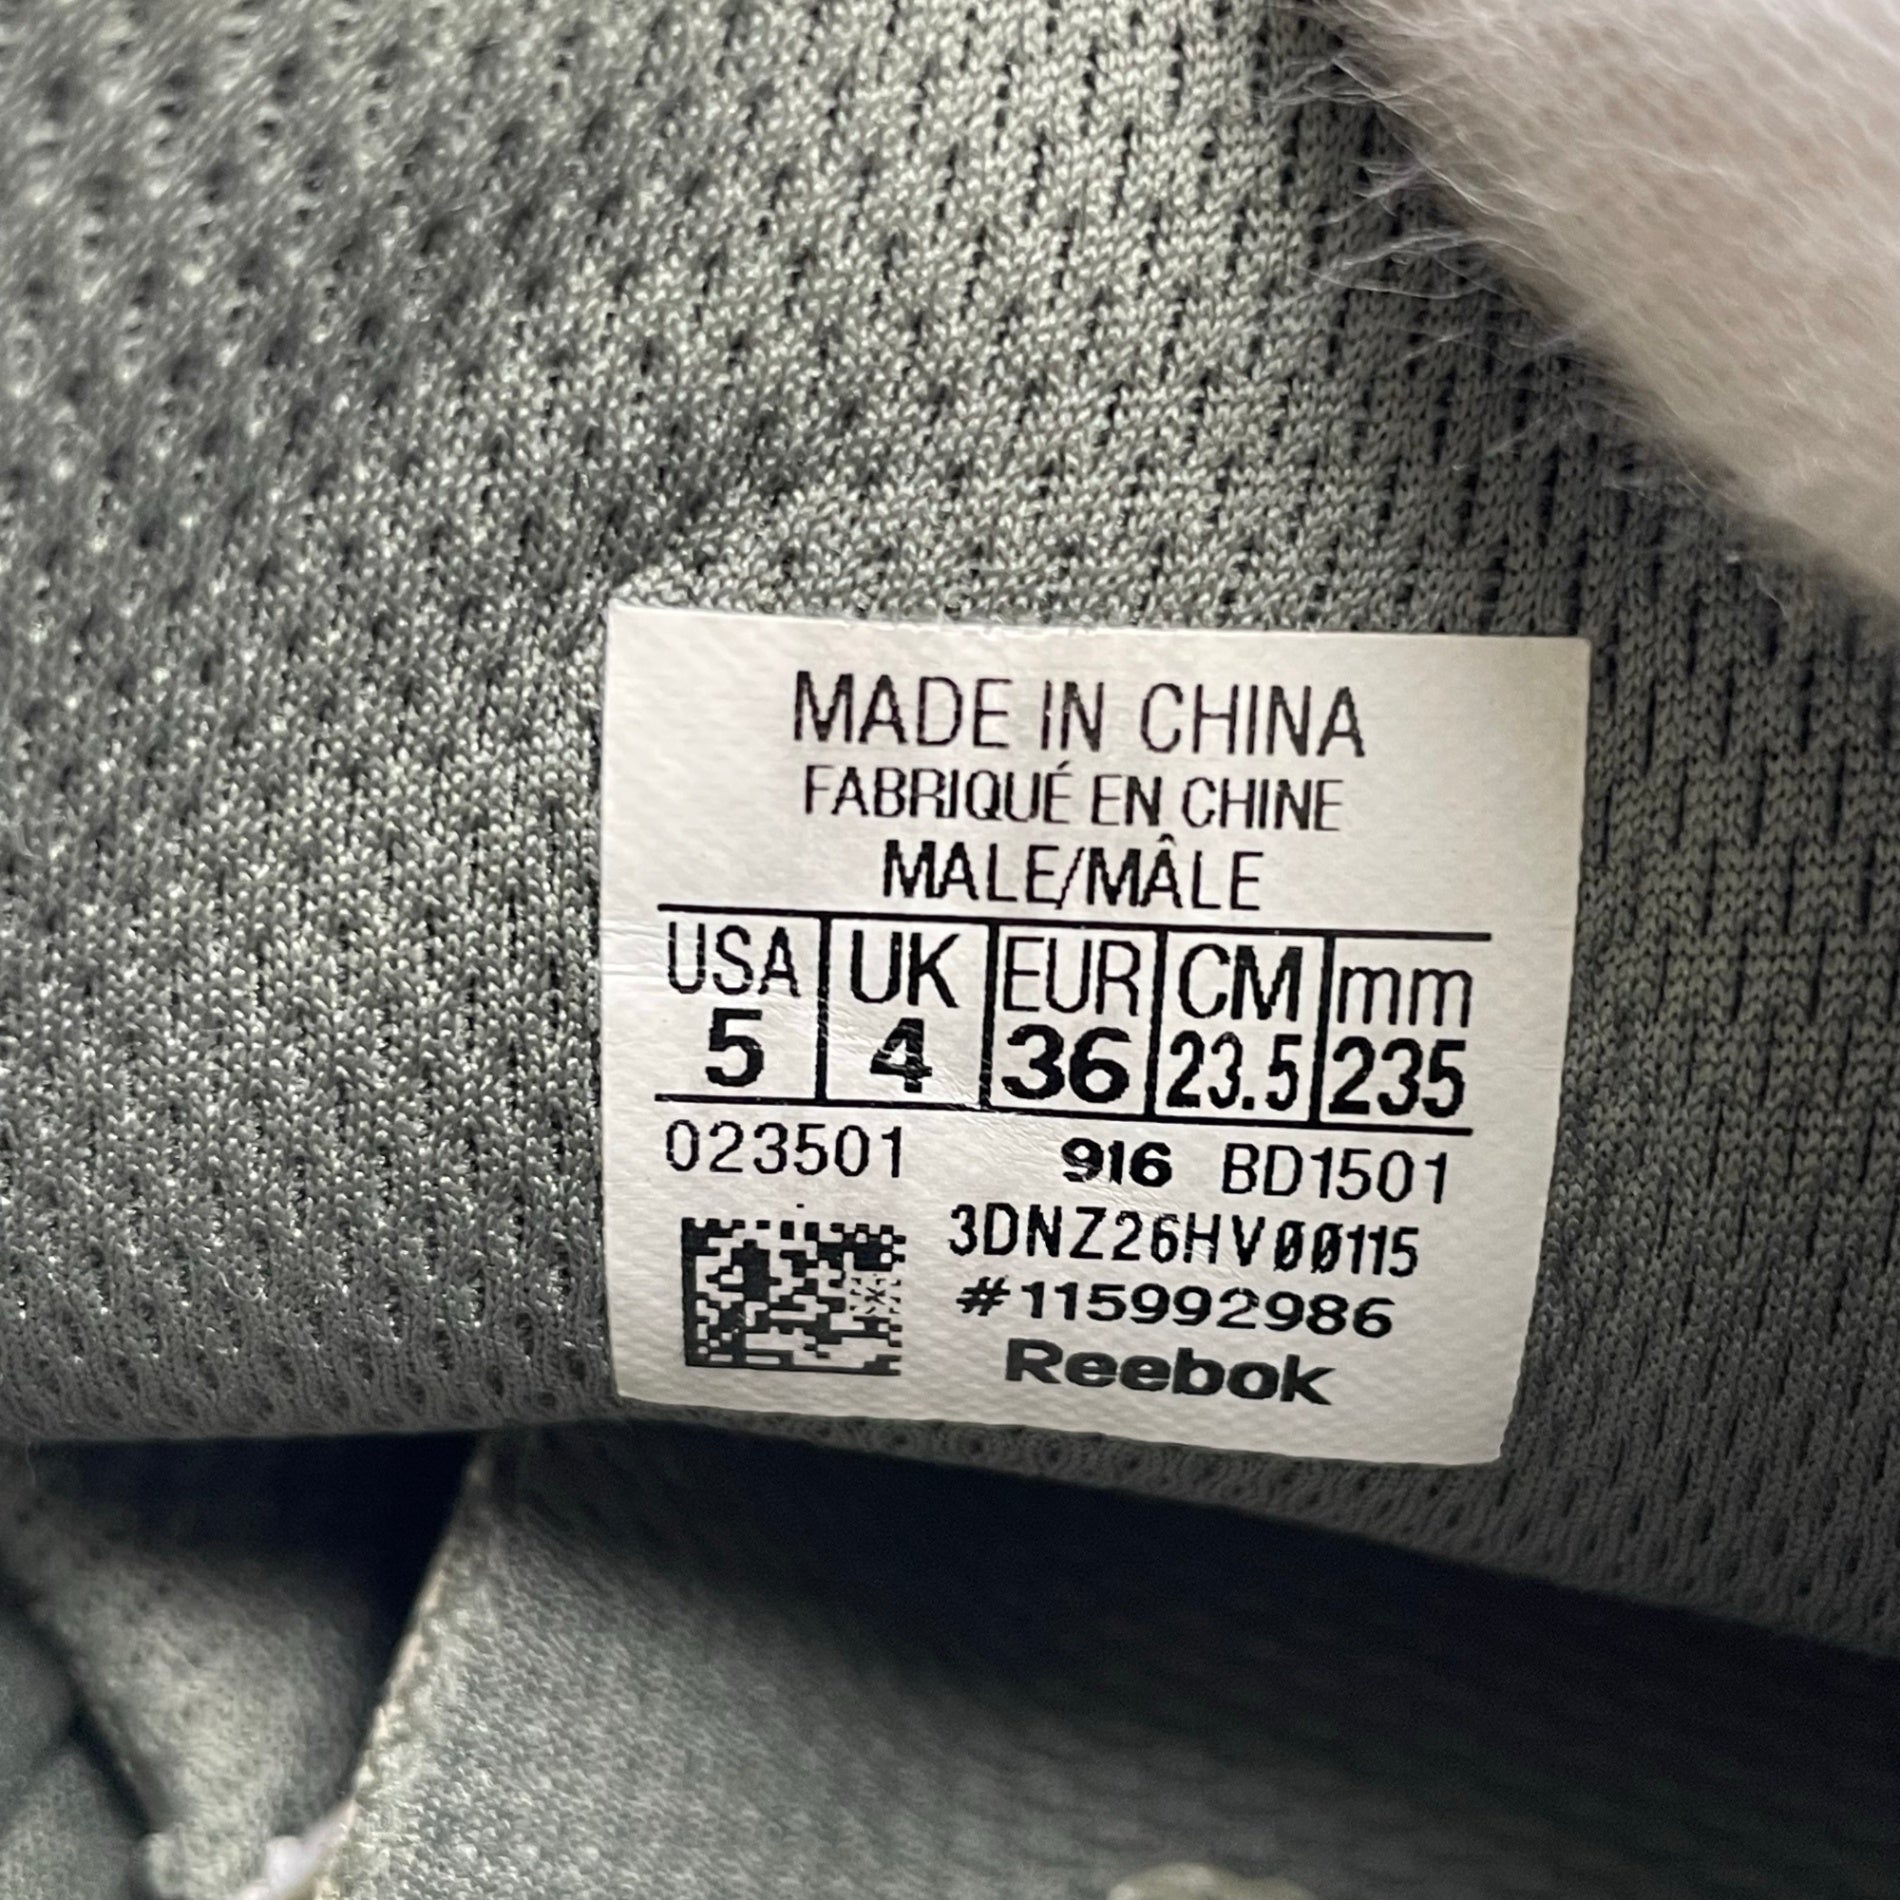 MADE IN CHINA
FABRIQUÉ EN CHINE
MALE/MÂLE
USA UK EUR CM mm
5 4 36 23.5 235
023501 916 BD1501
3DNZ26HV00115
#115992986
Reebok